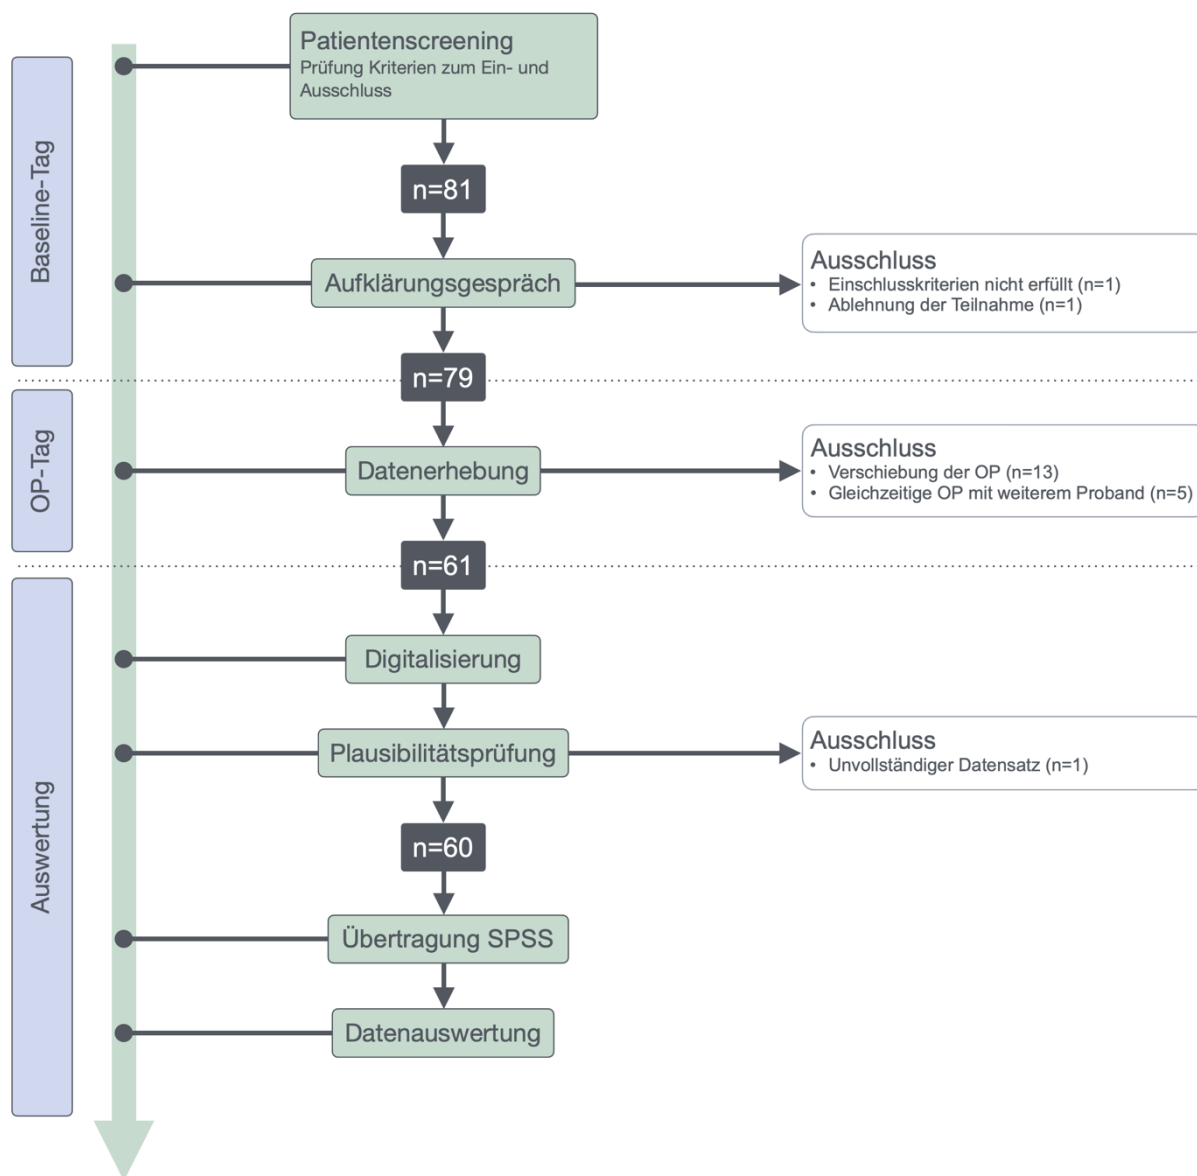 Patientenscreening
Prüfung Kriterien zum Ein- und
Ausschluss
Baseline-Tag
n=81
Aufklärungsgespräch
Ausschluss
• Einschlusskriterien nicht erfüllt (n=1)
• Ablehnung der Teilnahme (n=1)
n=79
OP-Tag
Datenerhebung
Ausschluss
• Verschiebung der OP (n=13)
• Gleichzeitige OP mit weiterem Proband (n=5)
n=61
Auswertung
Digitalisierung
Plausibilitätsprüfung
Ausschluss
• Unvollständiger Datensatz (n=1)
n=60
Übertragung SPSS
Datenauswertung